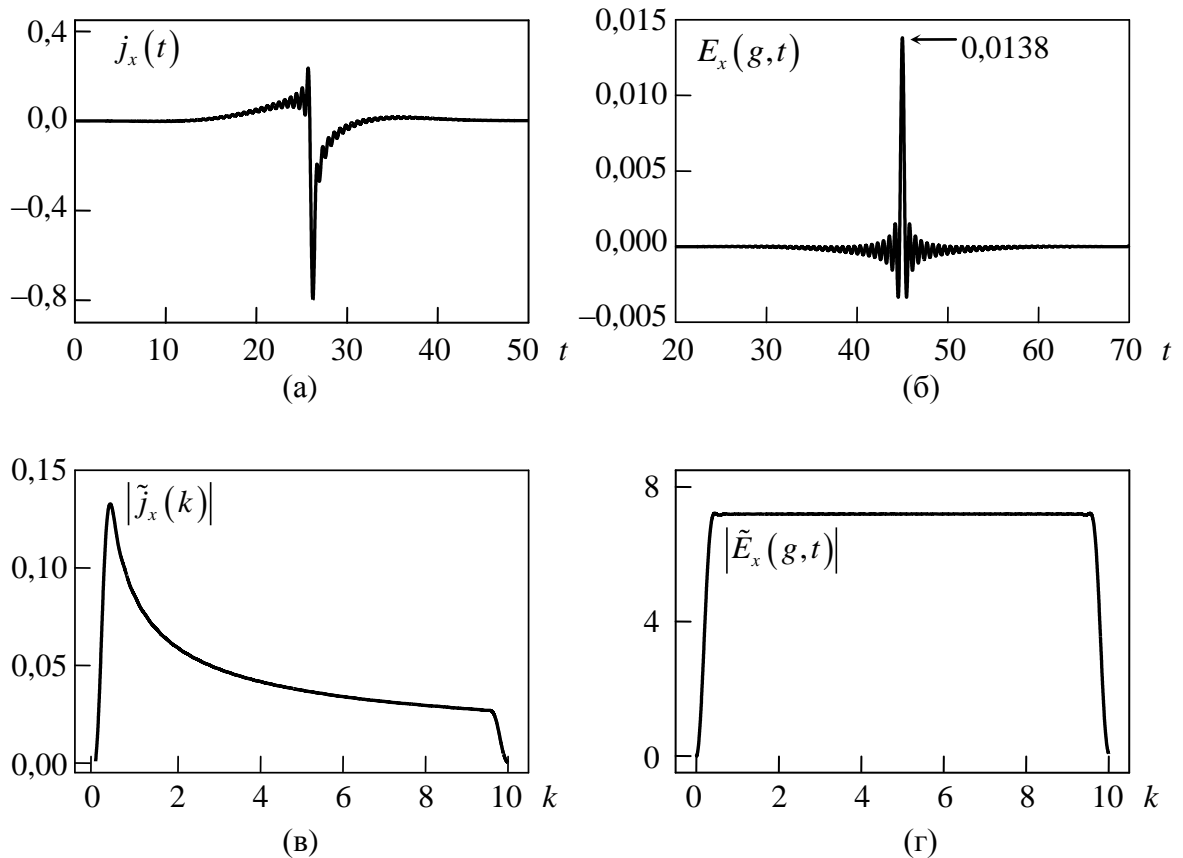 0,4
0,0
−0,4
−0,8
j_x(t)
0 10 20 30 40 50 t
(а)
0,015
0,010
0,005
0,000
−0,005
E_x(g,t)
0,0138
20 30 40 50 60 70 t
(б)
0,15
0,10
0,05
0,00
|j̃_x(k)|
0 2 4 6 8 10 k
(в)
8
4
0
|Ẽ_x(g,t)|
0 2 4 6 8 10 k
(г)